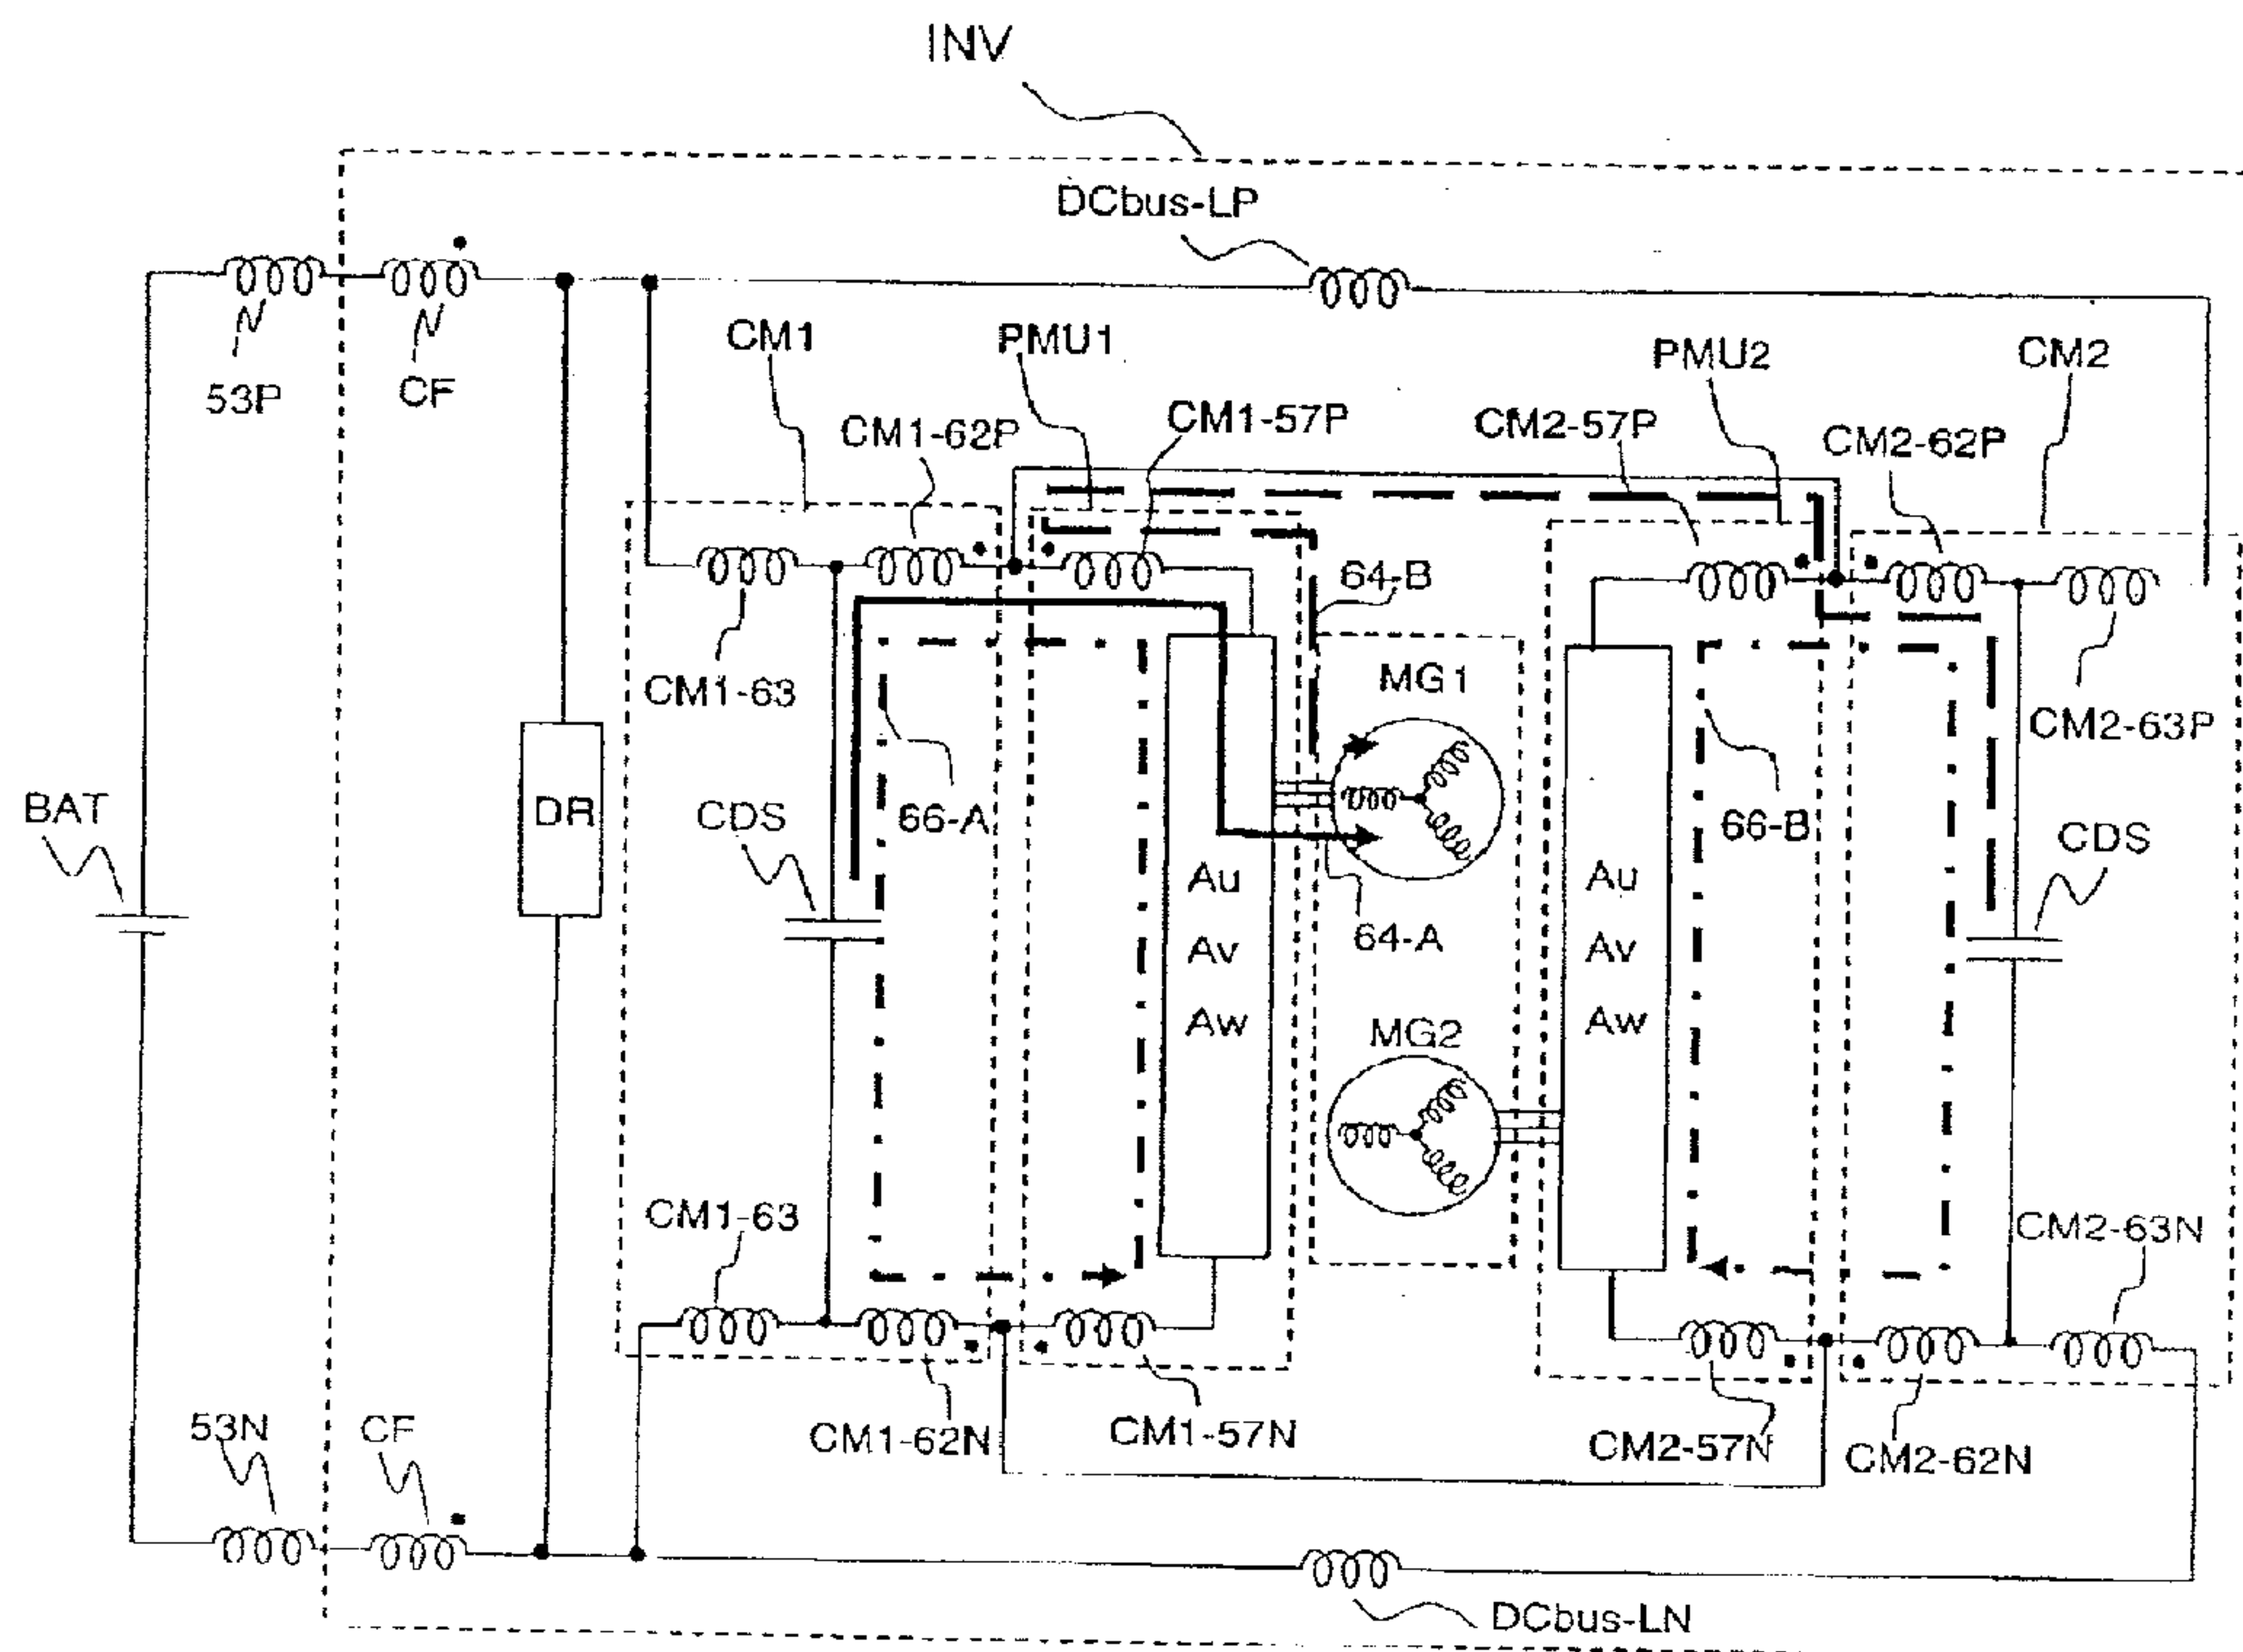 INV
DCbus-LP
53P
CF
CM1
PMU1
PMU2
CM2
CM1-62P
CM1-57P
CM2-57P
CM2-62P
64-B
CM1-63
MG1
CM2-63P
BAT
DR
CDS
66-A
66-B
CDS
Au
Av
Aw
64-A
Au
Av
Aw
MG2
CM1-63
CM2-63N
53N
CF
CM1-62N
CM1-57N
CM2-57N
CM2-62N
DCbus-LN